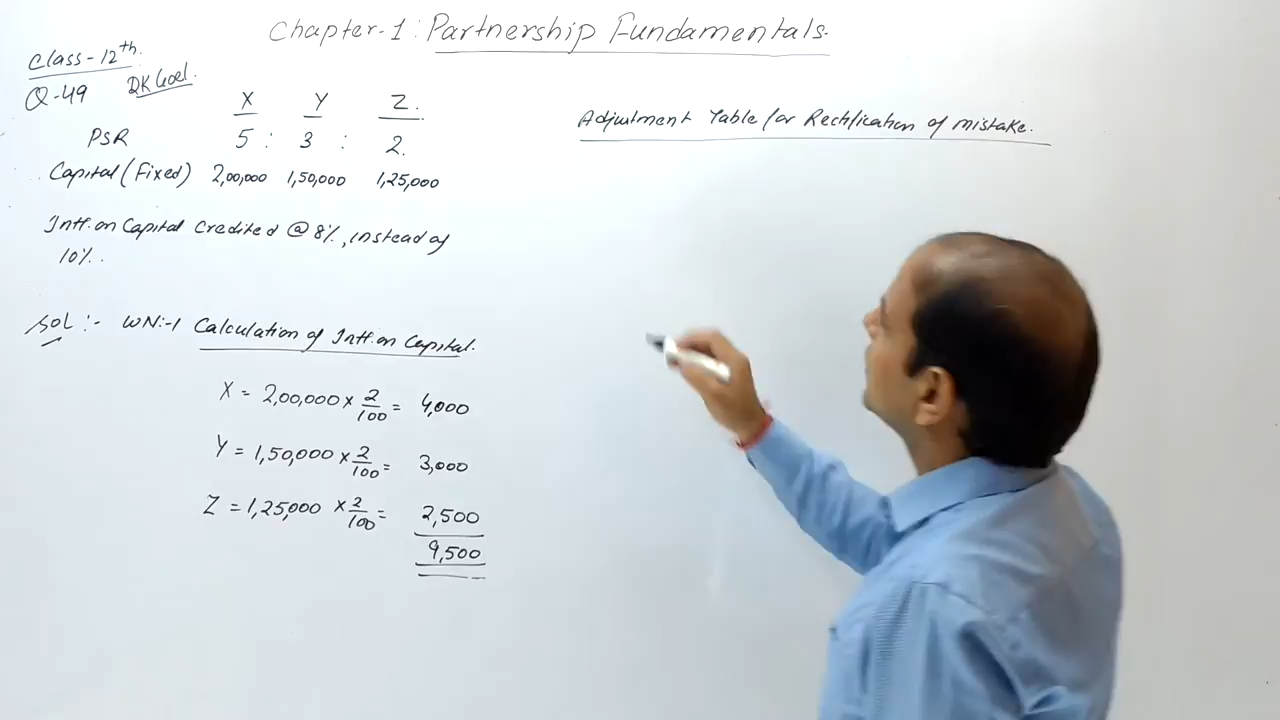 Chapter-1: Partnership Fundamentals.
Class-12th.
Q-49 DK Goel.
X Y Z.
PSR 5 : 3 : 2.
Capital (Fixed) 2,00,000 1,50,000 1,25,000
Intt. on Capital Credited @ 8%, instead of
10%.
Sol:- WN:-1 Calculation of Intt. on Capital.
X = 2,00,000 × 2/100 = 4,000
Y = 1,50,000 × 2/100 = 3,000
Z = 1,25,000 × 2/100 = 2,500
9,500
Adjustment Table for Rectification of mistake.